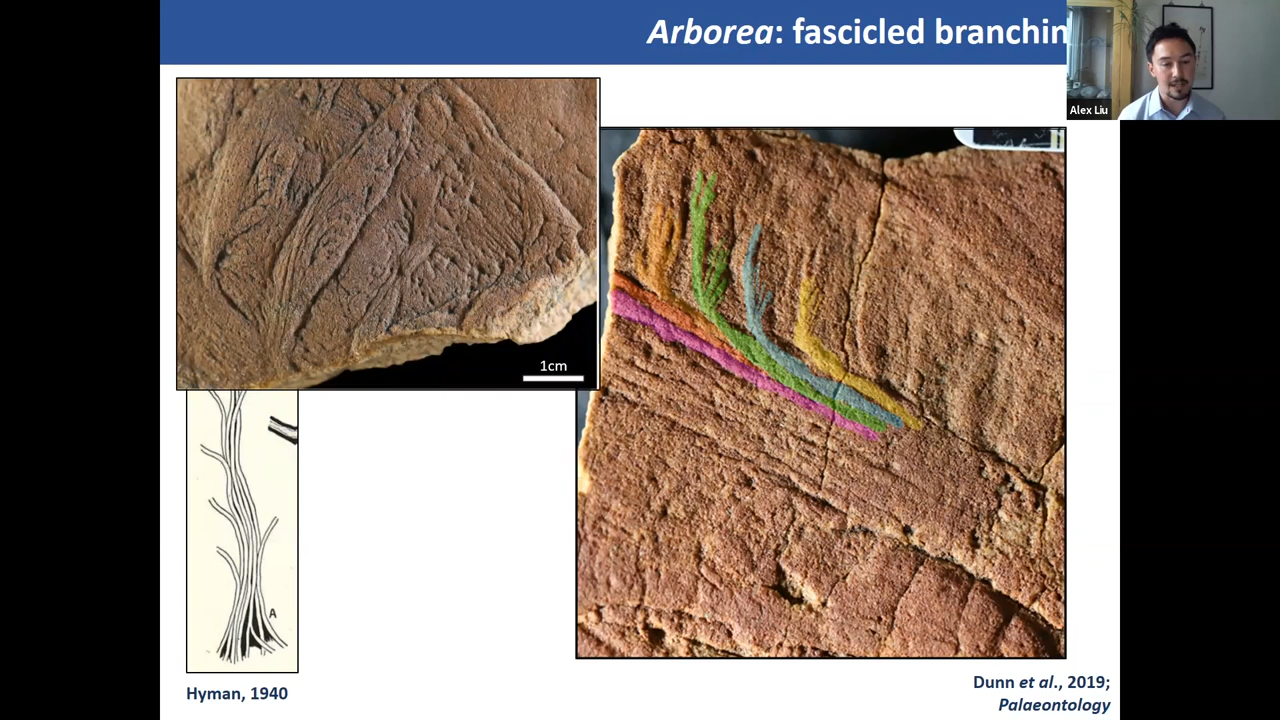 Arborea: fascicled branchin
Alex Liu
1cm
A
Hyman, 1940
Dunn et al., 2019;
Palaeontology